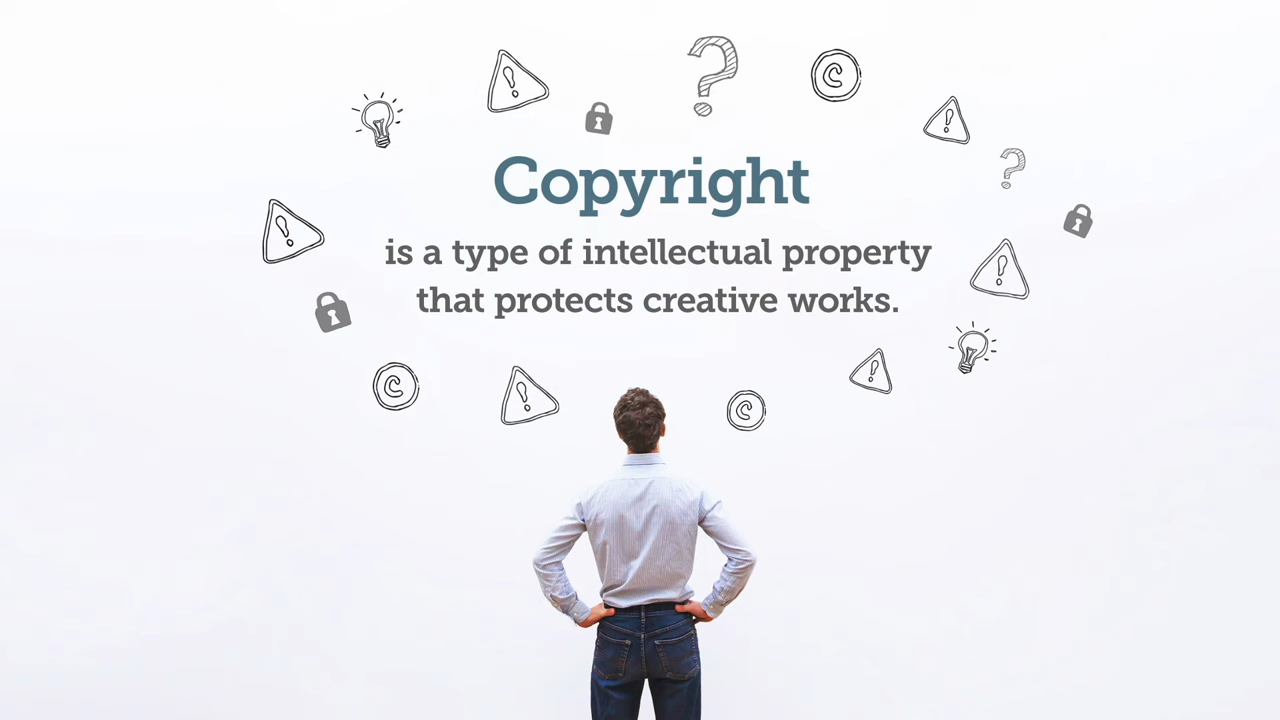 Copyright
is a type of intellectual property
that protects creative works.